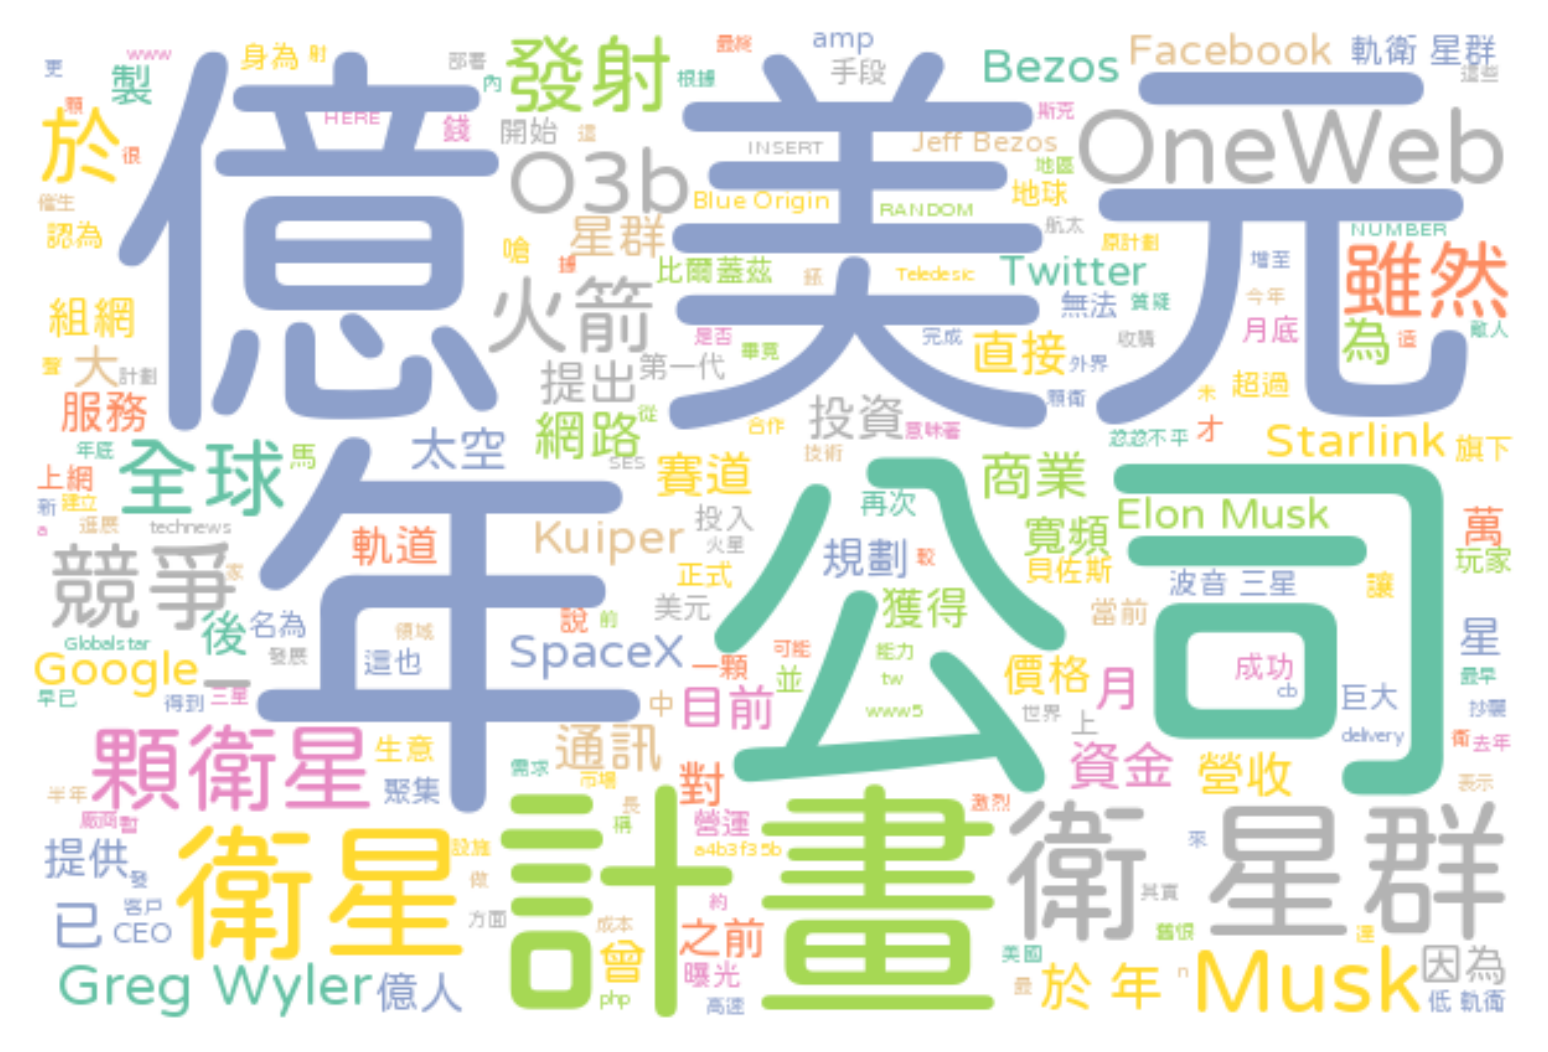 億
美元
年
公司
計畫
衛星
衛星群
發射
O3b
OneWeb
Bezos
Facebook
軌衛 星群
這些
www
更
製
身為 射
部署
內
根據
最終
amp
手段
顆
於
很
HERE
錢
開始
這
INSERT
Jeff Bezos
斯克
地區
地球
催生
認為
Blue Origin
RANDOM
航太
原計劃
NUMBER
星群
嗆
據
比爾蓋茲
Teledesic
Twitter
增至
雖然
組網
火箭
無法
質疑
今年
月底
為
敵人
聲
大
計劃
提出
第一代
是否
畢竟
完成
直接
外界
收購
超過
未
服務
網路
從
合作
投資
意味著
顆衛
忿忿不平
才
Starlink
旗下
年底
全球
馬
太空
SES
技術
上網
賽道
商業
再次
新
建立
a
進展
technews
軌道
Kuiper
投入
火星
規劃
較
寬頻
Elon Musk
萬
玩家
競爭
家
正式
貝佐斯
波音 三星
讓
美元
獲得
當前
後
名為
領域
說
前
Globalstar
發展
這也
SpaceX
可能
能力
星
Google
一
一顆
並
tw
價格
月
成功
cb
巨大
最早
早已
得到
三星
中
目前
www5
世界
上
抄襲
delivery
顆衛星
生意
通訊
需求
市場
對
資金
營收
衛
去年
半年
聚集
長
激烈
表示
廠商
暫
稱
營運
提供
發
設施
a4b3f35b
來
做
其實
已
客戶
CEO
方面
成本
約
之前
舊恨
達
曾
曝光
美國
Greg Wyler
億人
php
高速
最
於 年
n
Musk
因為
低 軌衛